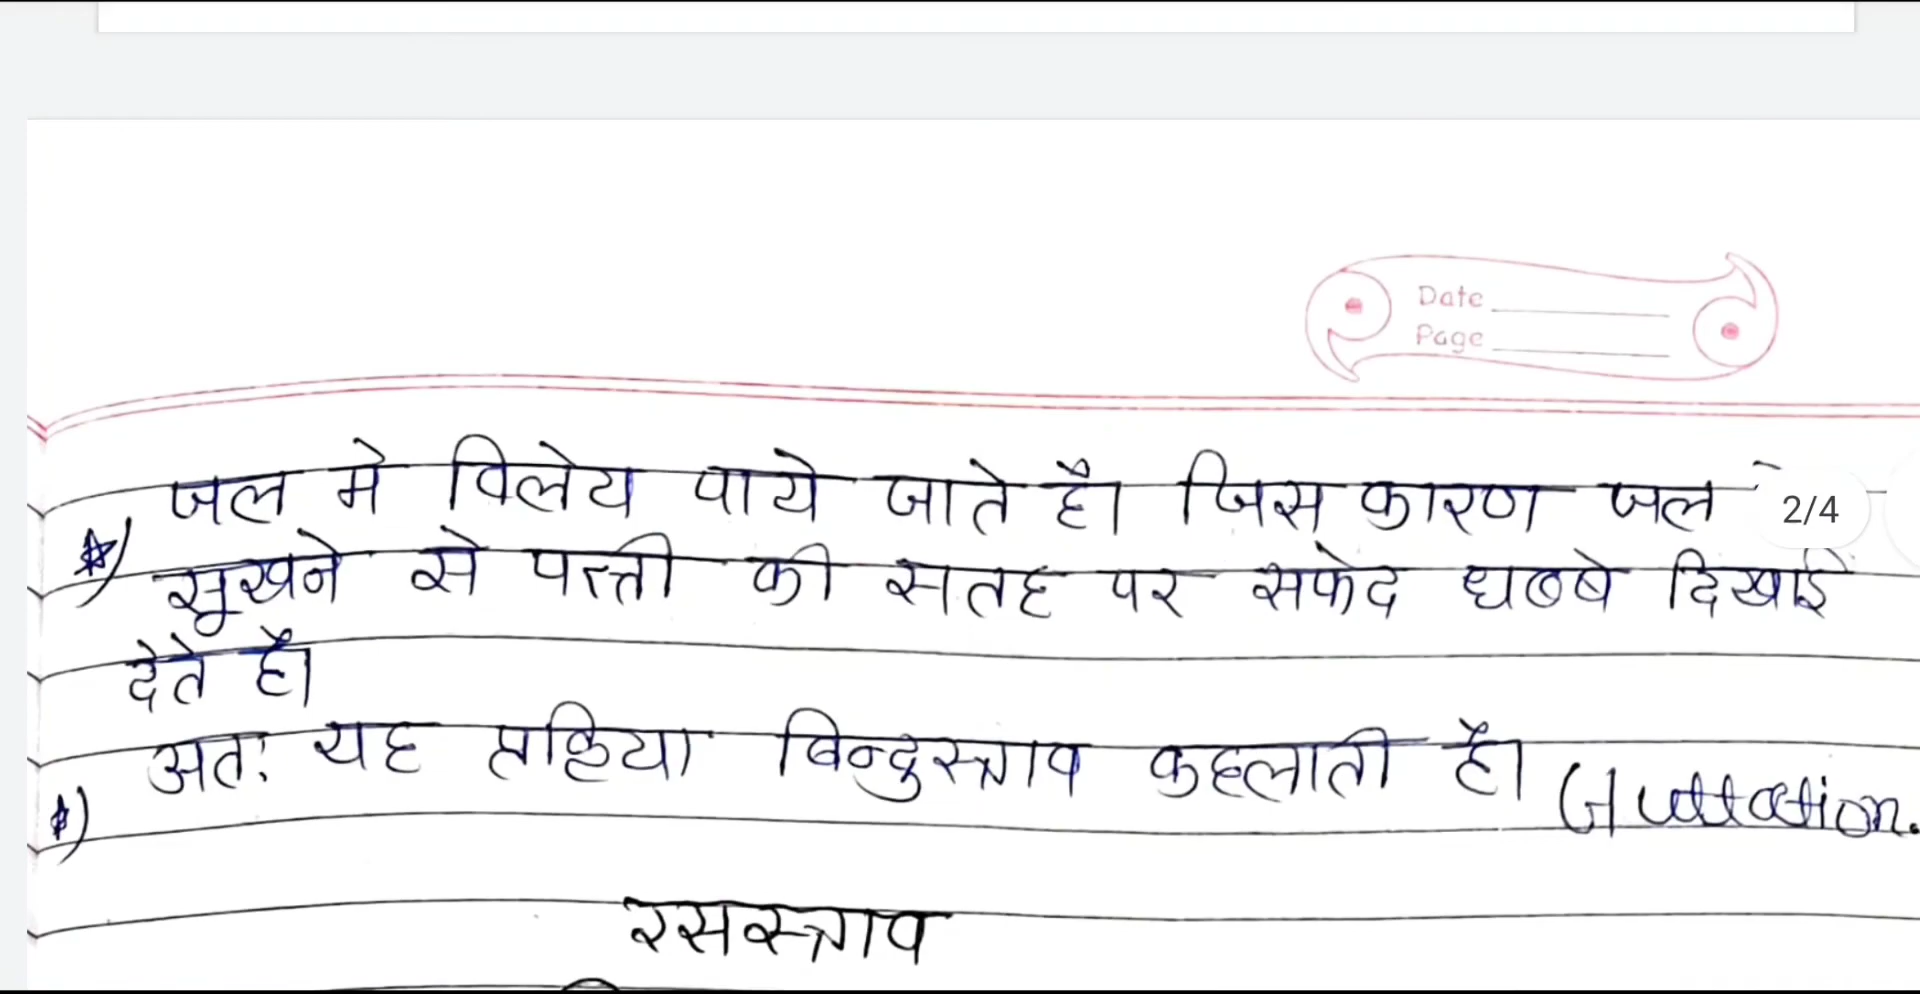 Date
Page
जल मे विलेय पाये जाते है। जिस कारण जल
2/4
*) सूखने से पत्ती की सतह पर सफेद धब्बे दिखाई
देते है।
अतः यह प्रक्रिया बिन्दुस्त्राव कहलाती है। Guttation.
*)
रसस्त्राव